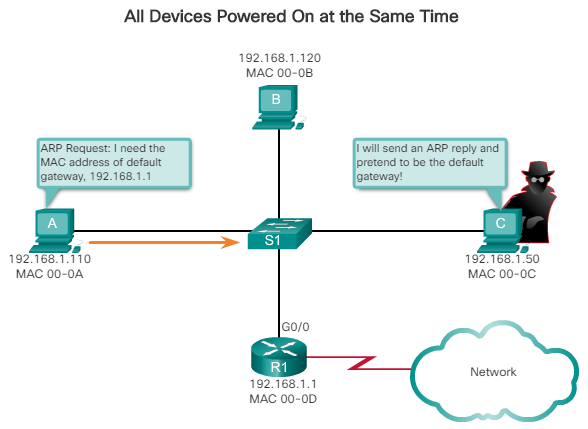 All Devices Powered On at the Same Time
192.168.1.120
MAC 00-0B
B
ARP Request: I need the
MAC address of default
gateway, 192.168.1.1
I will send an ARP reply and
pretend to be the default
gateway!
A
S1
C
192.168.1.110
MAC 00-0A
192.168.1.50
MAC 00-0C
G0/0
R1
192.168.1.1
MAC 00-0D
Network